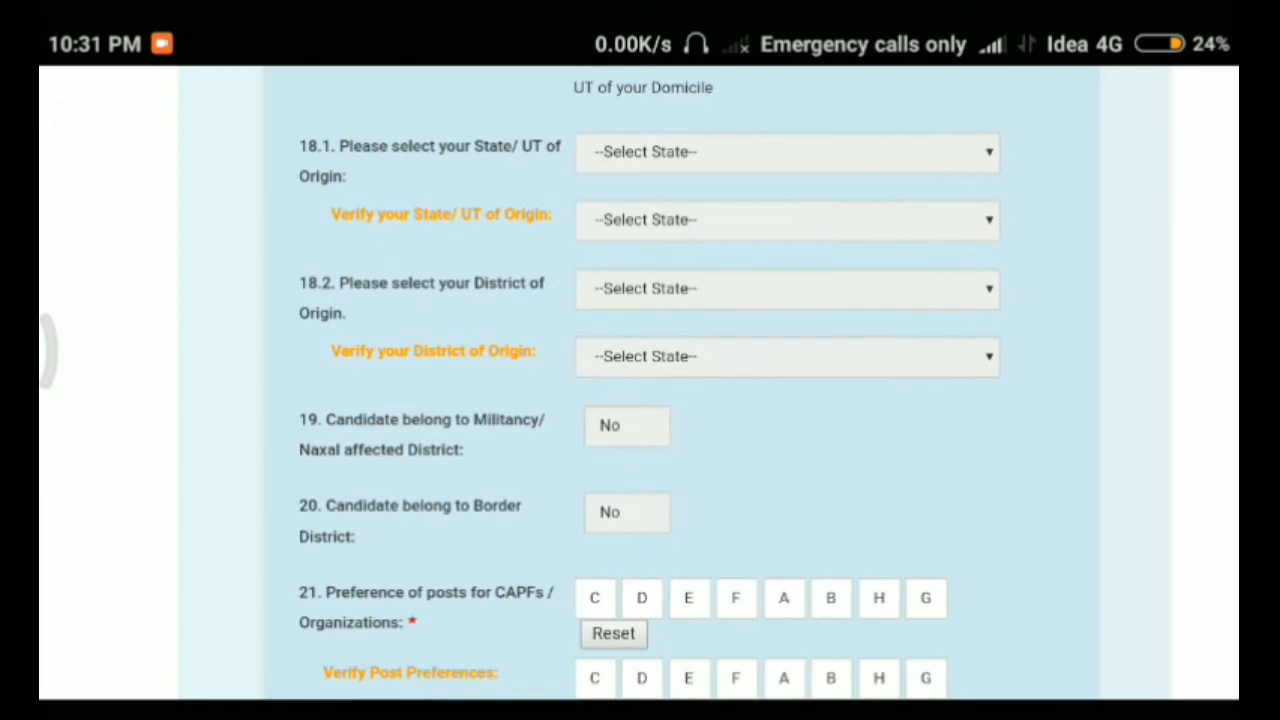 10:31 PM 0.00K/s Emergency calls only Idea 4G 24%
UT of your Domicile
18.1. Please select your State/ UT of --Select State--
Origin:
Verify your State/ UT of Origin: --Select State--
18.2. Please select your District of --Select State--
Origin.
Verify your District of Origin: --Select State--
19. Candidate belong to Militancy/ No
Naxal affected District:
20. Candidate belong to Border No
District:
21. Preference of posts for CAPFs / C D E F A B H G
Organizations: * Reset
Verify Post Preferences: C D E F A B H G